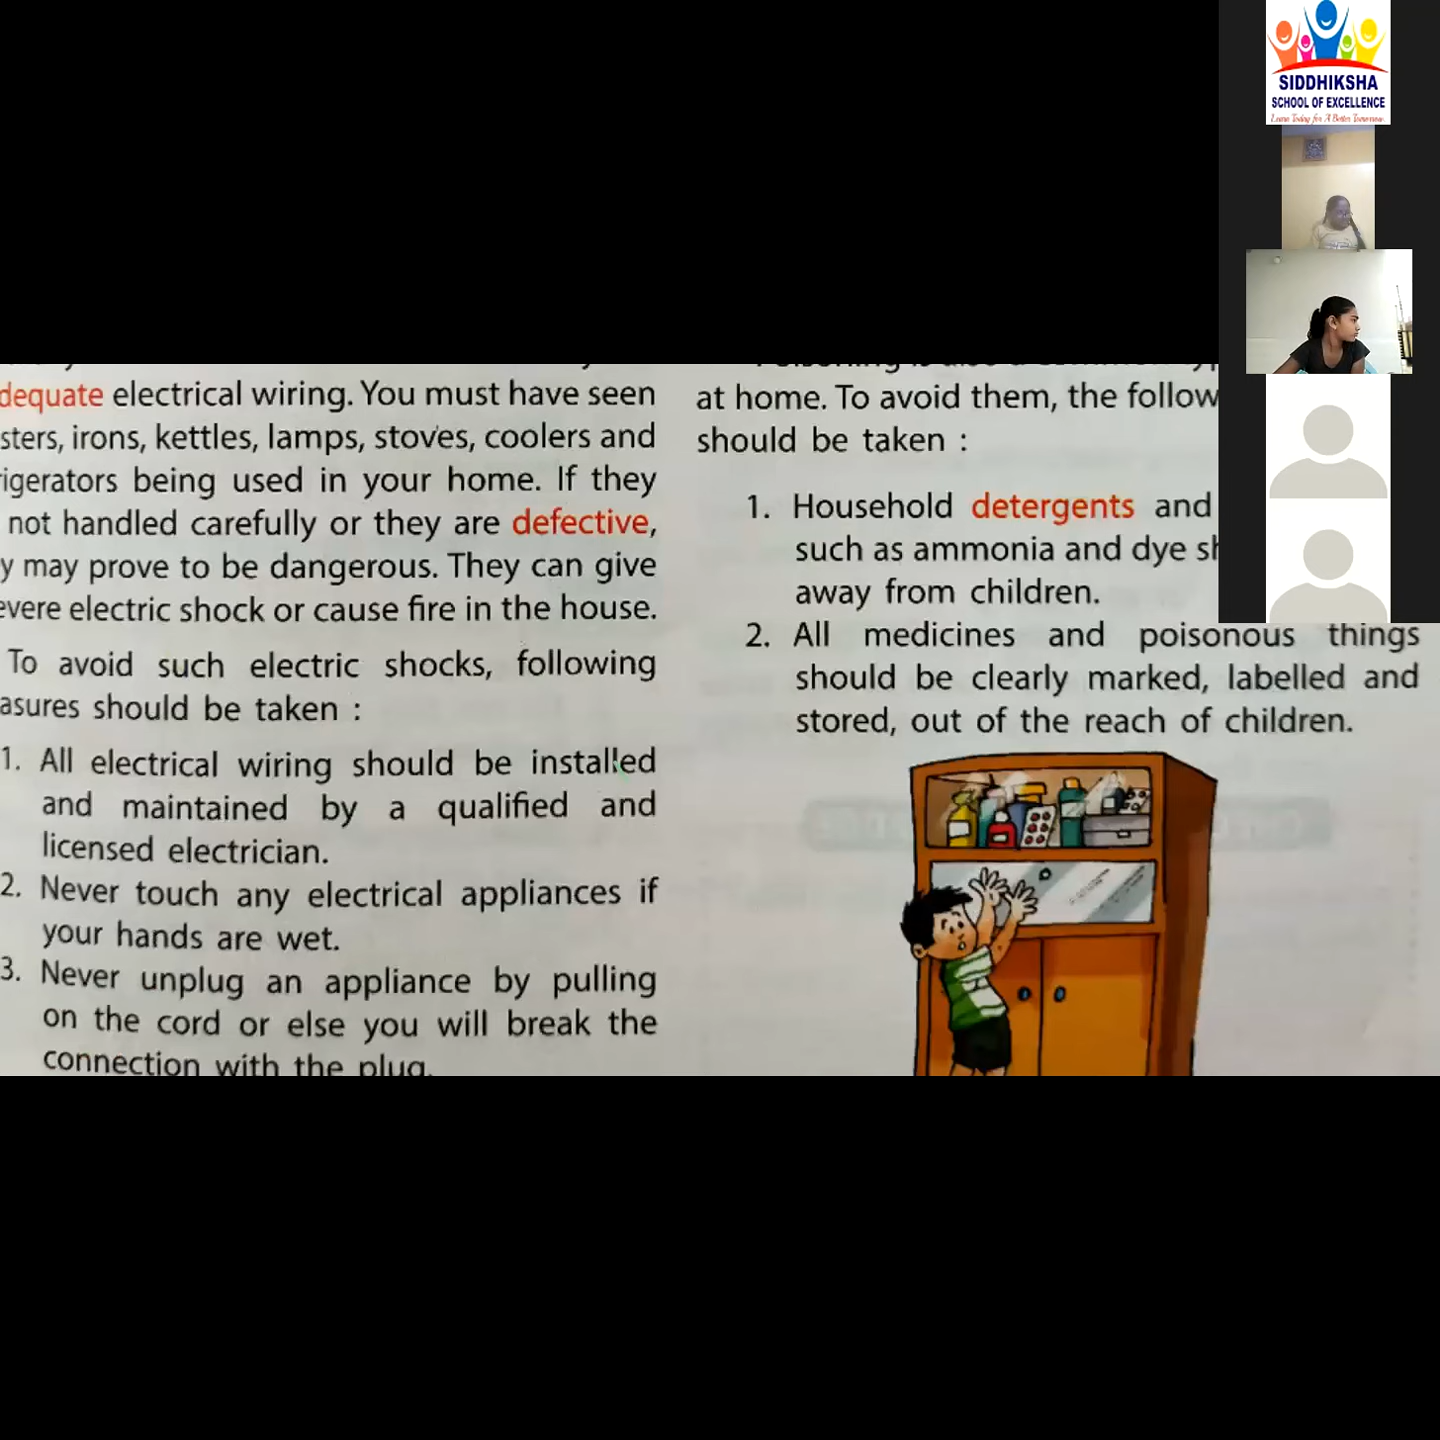 dequate electrical wiring. You must have seen
sters, irons, kettles, lamps, stoves, coolers and
igerators being used in your home. If they
not handled carefully or they are defective,
y may prove to be dangerous. They can give
evere electric shock or cause fire in the house.
To avoid such electric shocks, following
asures should be taken :
1. All electrical wiring should be installed
and maintained by a qualified and
licensed electrician.
2. Never touch any electrical appliances if
your hands are wet.
3. Never unplug an appliance by pulling
on the cord or else you will break the
connection with the plug.
at home. To avoid them, the follow
should be taken :
1. Household detergents and
such as ammonia and dye sh
away from children.
2. All medicines and poisonous things
should be clearly marked, labelled and
stored, out of the reach of children.
SIDDHIKSHA
SCHOOL OF EXCELLENCE
Learn Today for A Better Tomorrow